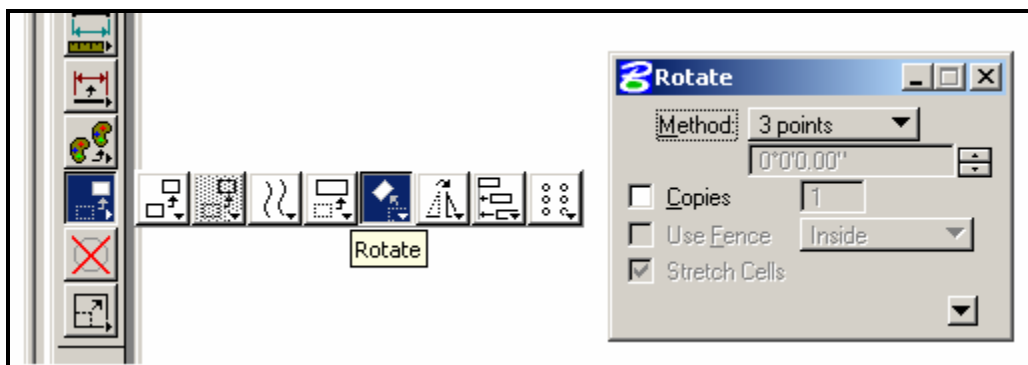 Rotate
Rotate
Method: 3 points
0°0'0.00"
Copies 1
Use Fence Inside
Stretch Cells